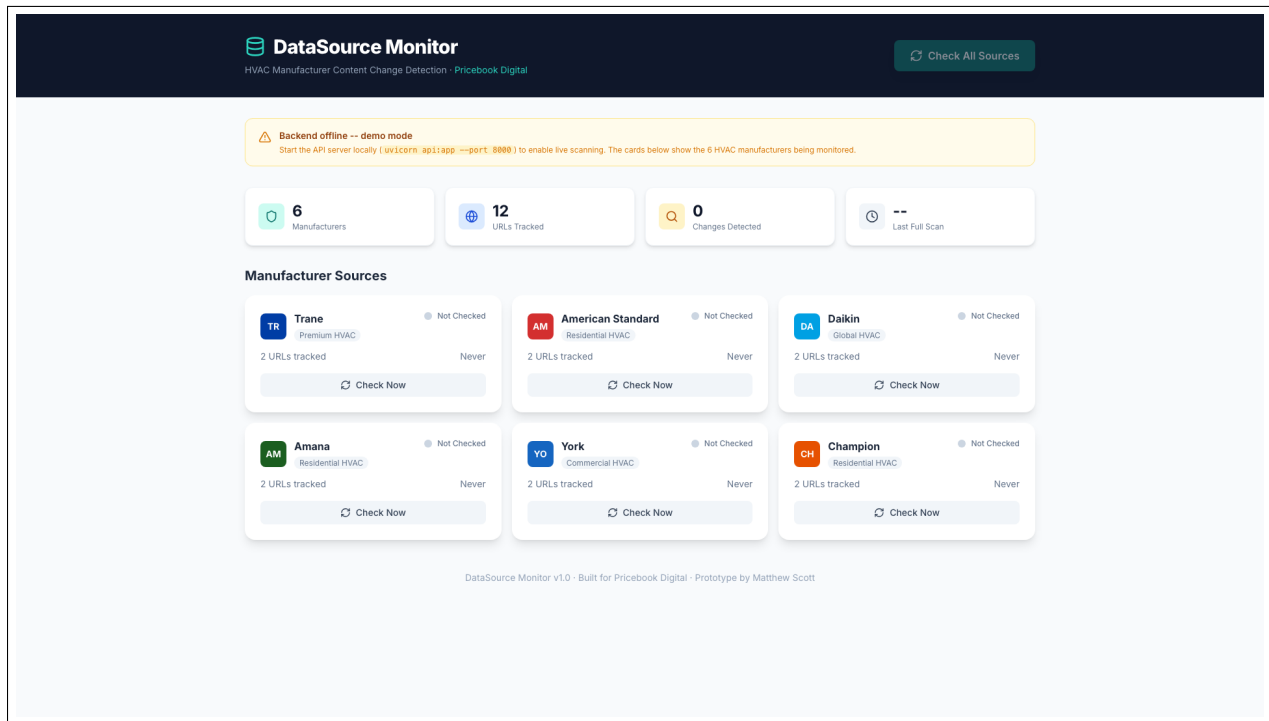 DataSource Monitor
HVAC Manufacturer Content Change Detection · Pricebook Digital
Check All Sources
Backend offline -- demo mode
Start the API server locally (uvicorn api:app --port 8000) to enable live scanning. The cards below show the 6 HVAC manufacturers being monitored.
6
Manufacturers
12
URLs Tracked
0
Changes Detected
--
Last Full Scan
Manufacturer Sources
TR
Trane
Premium HVAC
Not Checked
2 URLs tracked
Never
Check Now
AM
American Standard
Residential HVAC
Not Checked
2 URLs tracked
Never
Check Now
DA
Daikin
Global HVAC
Not Checked
2 URLs tracked
Never
Check Now
AM
Amana
Residential HVAC
Not Checked
2 URLs tracked
Never
Check Now
YO
York
Commercial HVAC
Not Checked
2 URLs tracked
Never
Check Now
CH
Champion
Residential HVAC
Not Checked
2 URLs tracked
Never
Check Now
DataSource Monitor v1.0 · Built for Pricebook Digital · Prototype by Matthew Scott